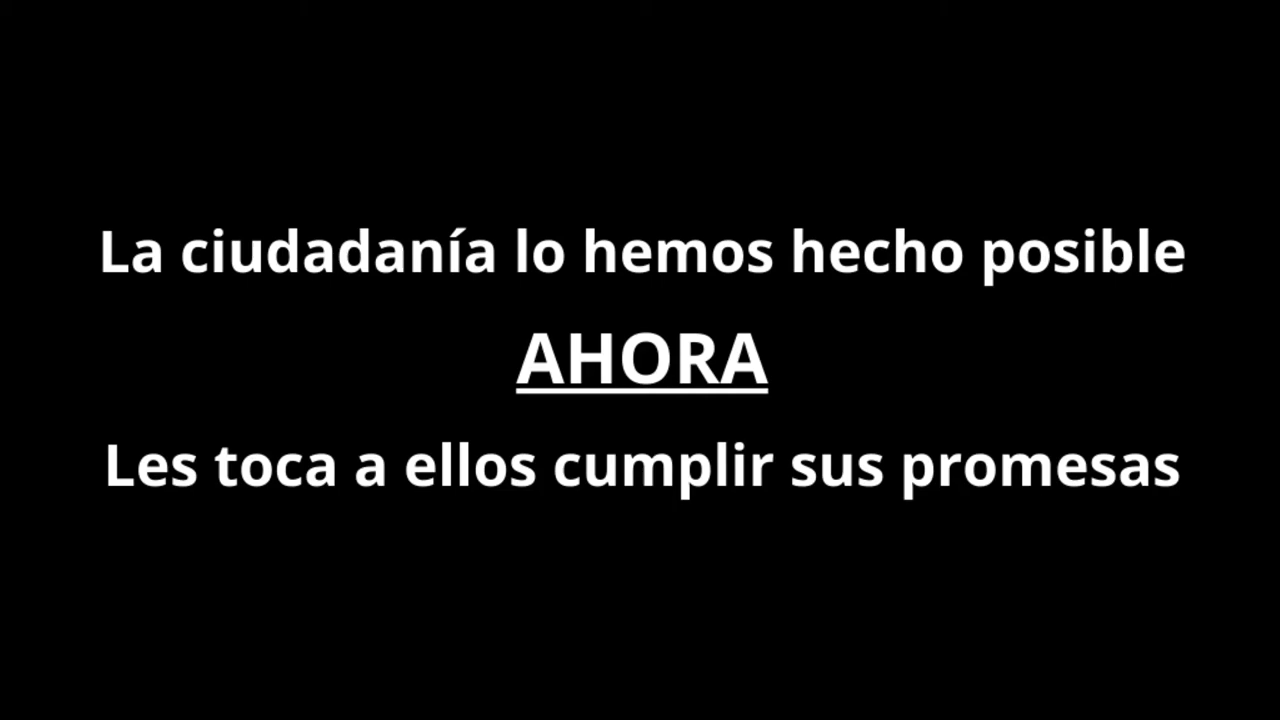 La ciudadanía lo hemos hecho posible
AHORA
Les toca a ellos cumplir sus promesas